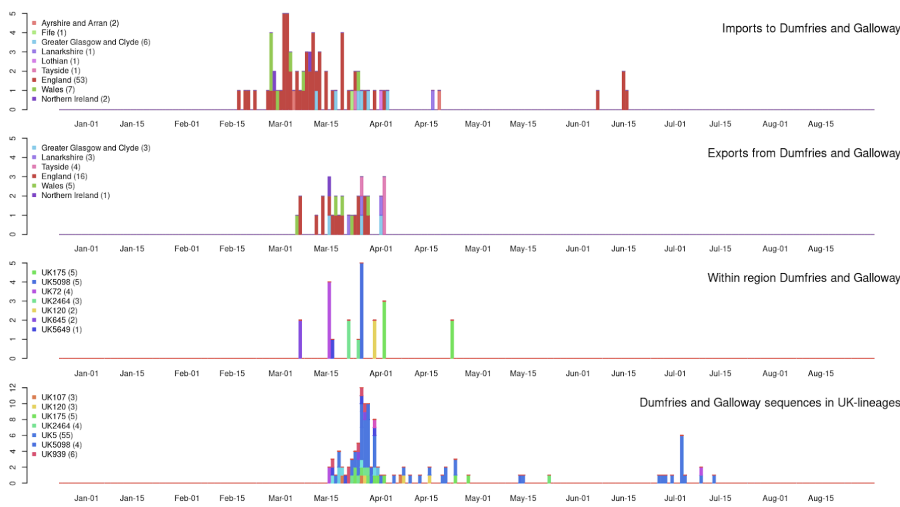 Imports to Dumfries and Galloway
5
4
3
2
1
0
Ayrshire and Arran (2)
Fife (1)
Greater Glasgow and Clyde (6)
Lanarkshire (1)
Lothian (1)
Tayside (1)
England (53)
Wales (7)
Northern Ireland (2)
Jan-01 Jan-15 Feb-01 Feb-15 Mar-01 Mar-15 Apr-01 Apr-15 May-01 May-15 Jun-01 Jun-15 Jul-01 Jul-15 Aug-01 Aug-15
Exports from Dumfries and Galloway
5
4
3
2
1
0
Greater Glasgow and Clyde (3)
Lanarkshire (3)
Tayside (4)
England (16)
Wales (5)
Northern Ireland (1)
Jan-01 Jan-15 Feb-01 Feb-15 Mar-01 Mar-15 Apr-01 Apr-15 May-01 May-15 Jun-01 Jun-15 Jul-01 Jul-15 Aug-01 Aug-15
Within region Dumfries and Galloway
5
4
3
2
1
0
UK175 (5)
UK5098 (5)
UK72 (4)
UK2464 (3)
UK120 (2)
UK645 (2)
UK5649 (1)
Jan-01 Jan-15 Feb-01 Feb-15 Mar-01 Mar-15 Apr-01 Apr-15 May-01 May-15 Jun-01 Jun-15 Jul-01 Jul-15 Aug-01 Aug-15
Dumfries and Galloway sequences in UK-lineages
12
10
8
6
4
2
0
UK107 (3)
UK120 (3)
UK175 (5)
UK2464 (4)
UK5 (55)
UK5098 (4)
UK939 (6)
Jan-01 Jan-15 Feb-01 Feb-15 Mar-01 Mar-15 Apr-01 Apr-15 May-01 May-15 Jun-01 Jun-15 Jul-01 Jul-15 Aug-01 Aug-15